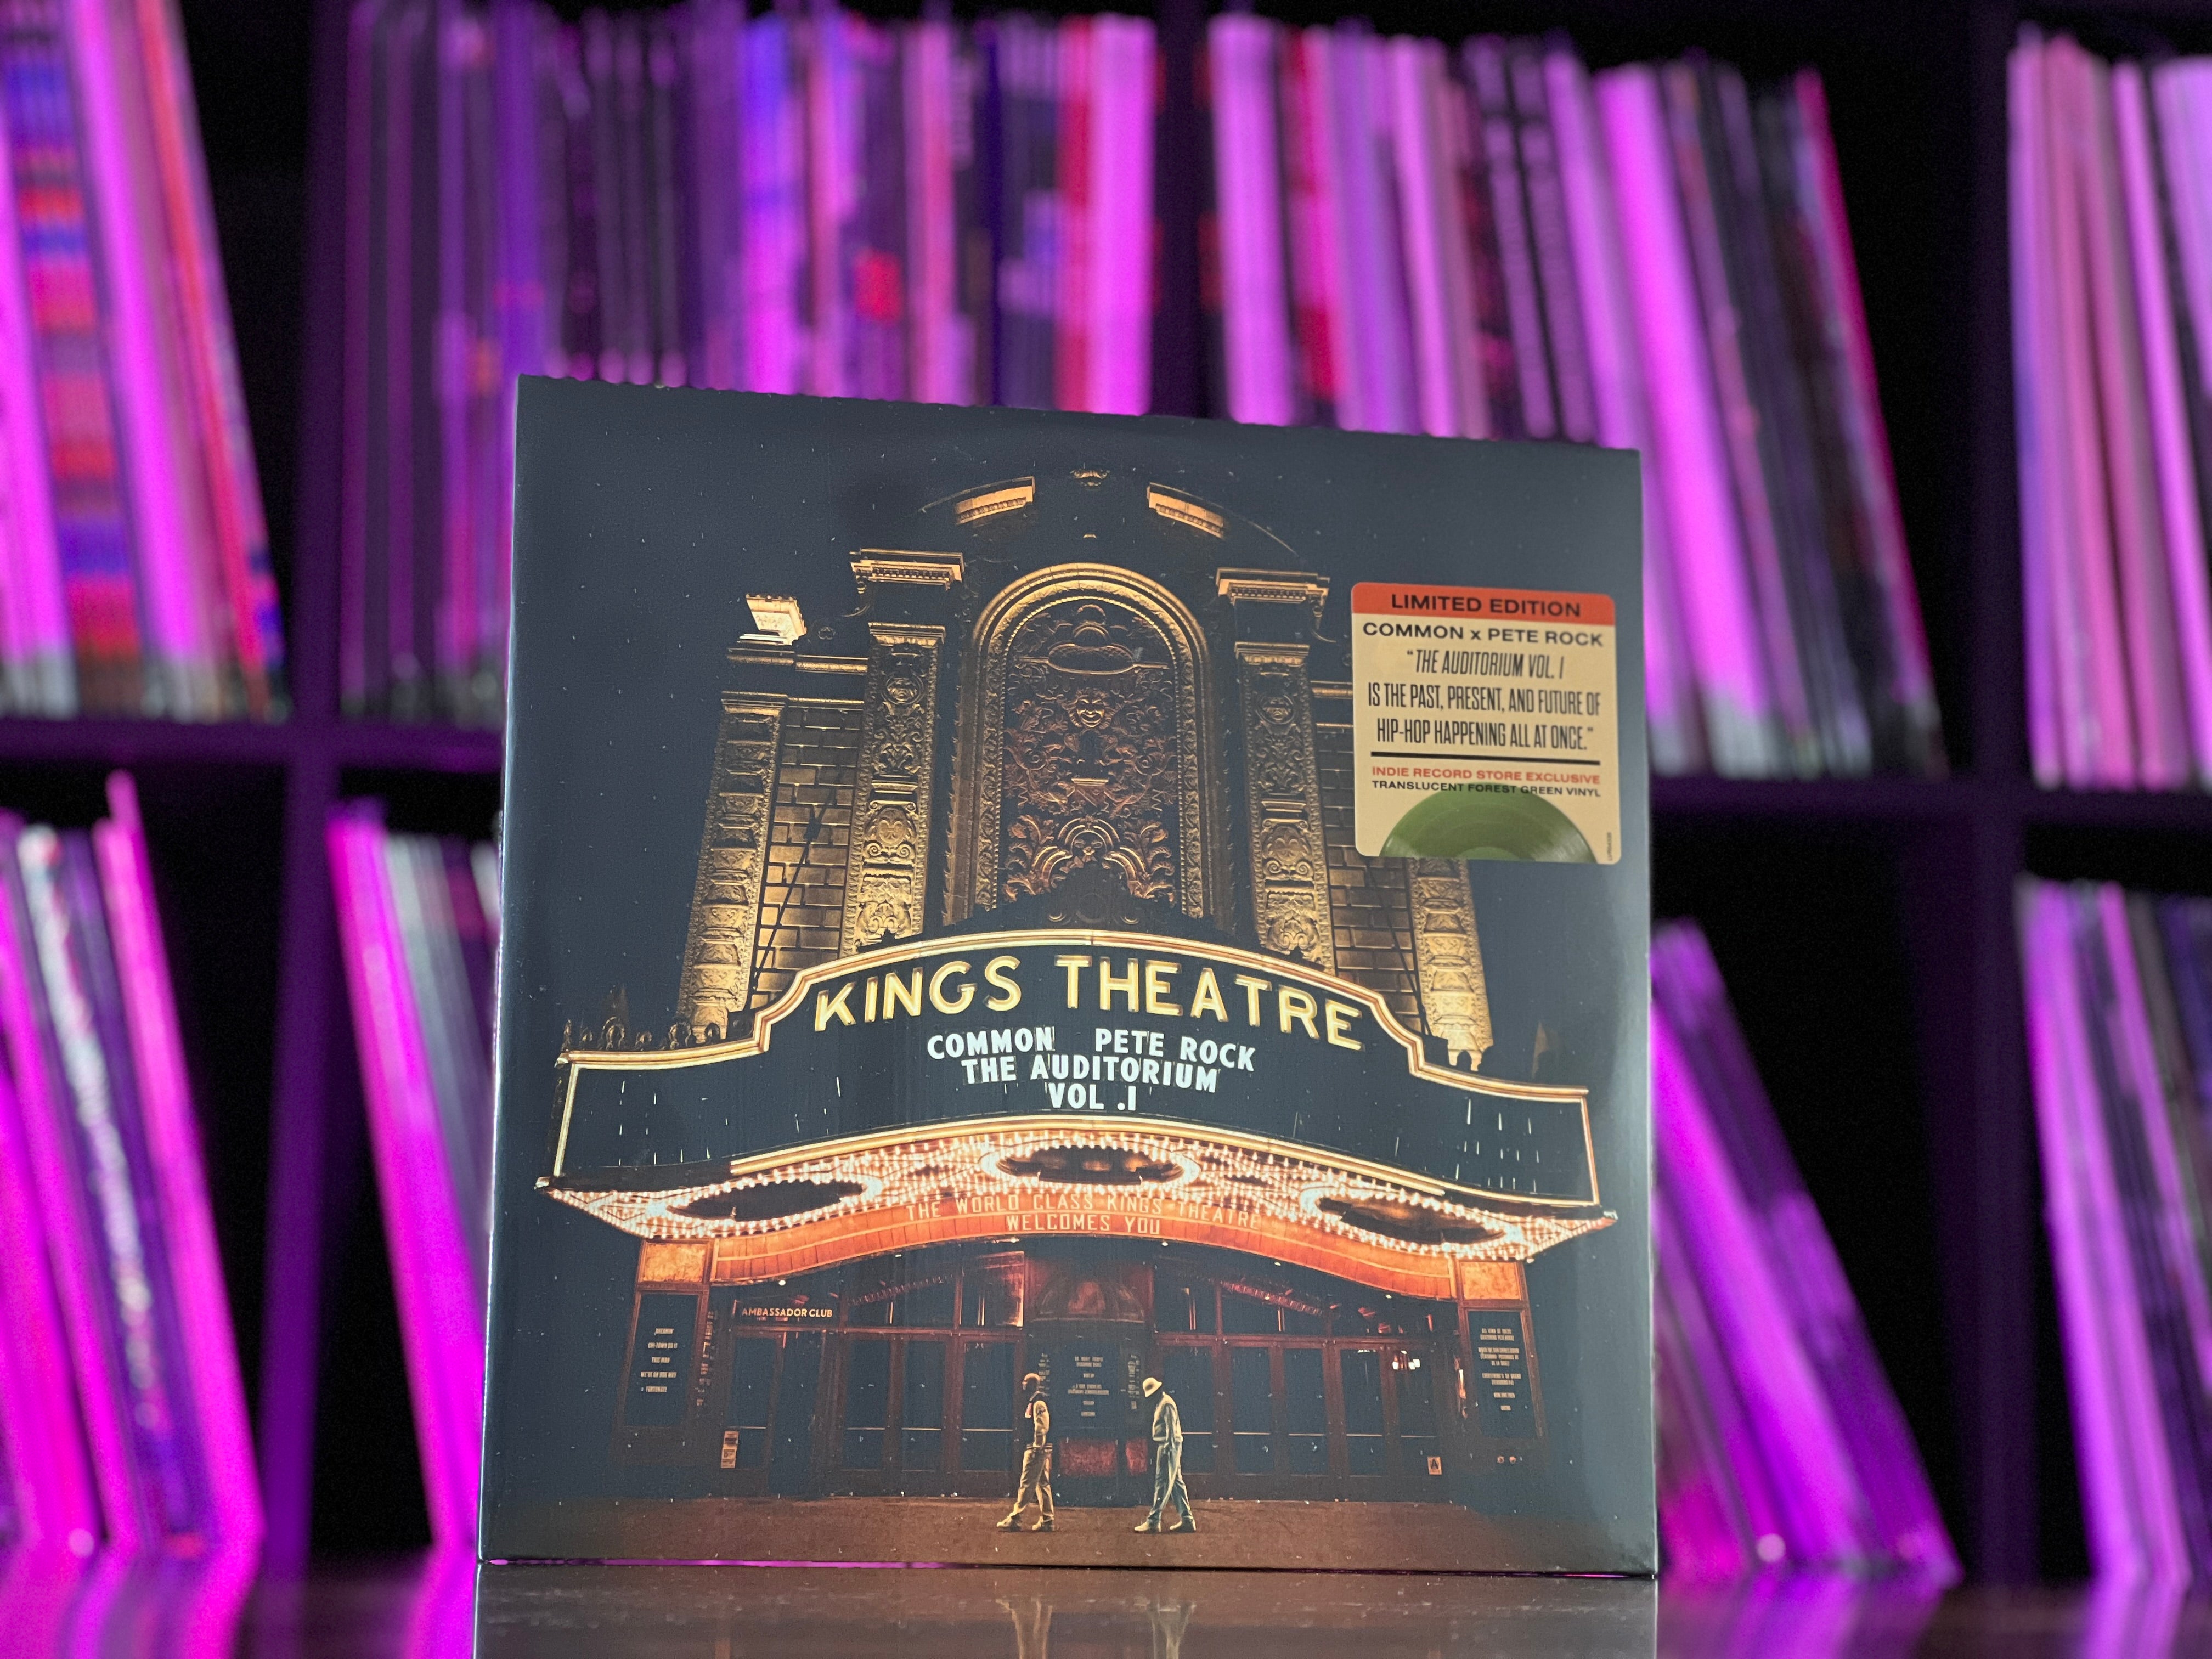 LIMITED EDITION
COMMON x PETE ROCK
"THE AUDITORIUM VOL. I
IS THE PAST, PRESENT, AND FUTURE OF
HIP-HOP HAPPENING ALL AT ONCE."
INDIE RECORD STORE EXCLUSIVE
TRANSLUCENT FOREST GREEN VINYL
KINGS THEATRE
COMMON PETE ROCK
THE AUDITORIUM
VOL .I
THE WORLD CLASS KINGS THEATRE
WELCOMES YOU
AMBASSADOR CLUB